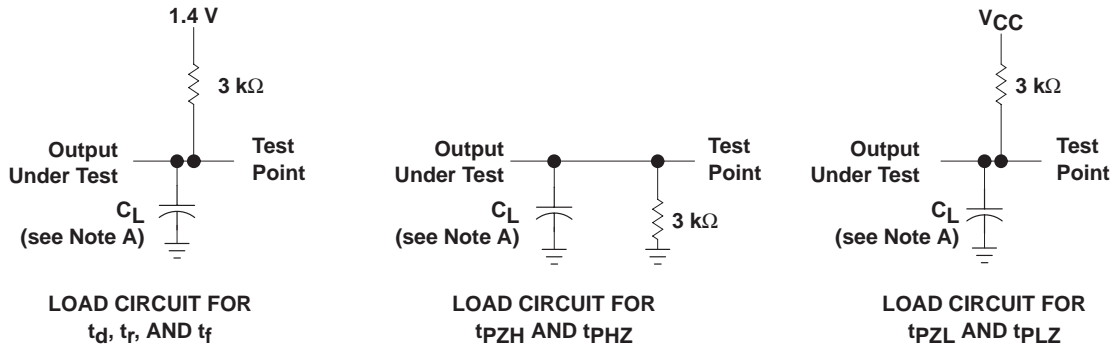 1.4 V
3 kΩ
Output
Under Test
Test
Point
CL
(see Note A)
LOAD CIRCUIT FOR
td, tr, AND tf
Output
Under Test
Test
Point
CL
(see Note A)
3 kΩ
LOAD CIRCUIT FOR
tPZH AND tPHZ
VCC
3 kΩ
Output
Under Test
Test
Point
CL
(see Note A)
LOAD CIRCUIT FOR
tPZL AND tPLZ